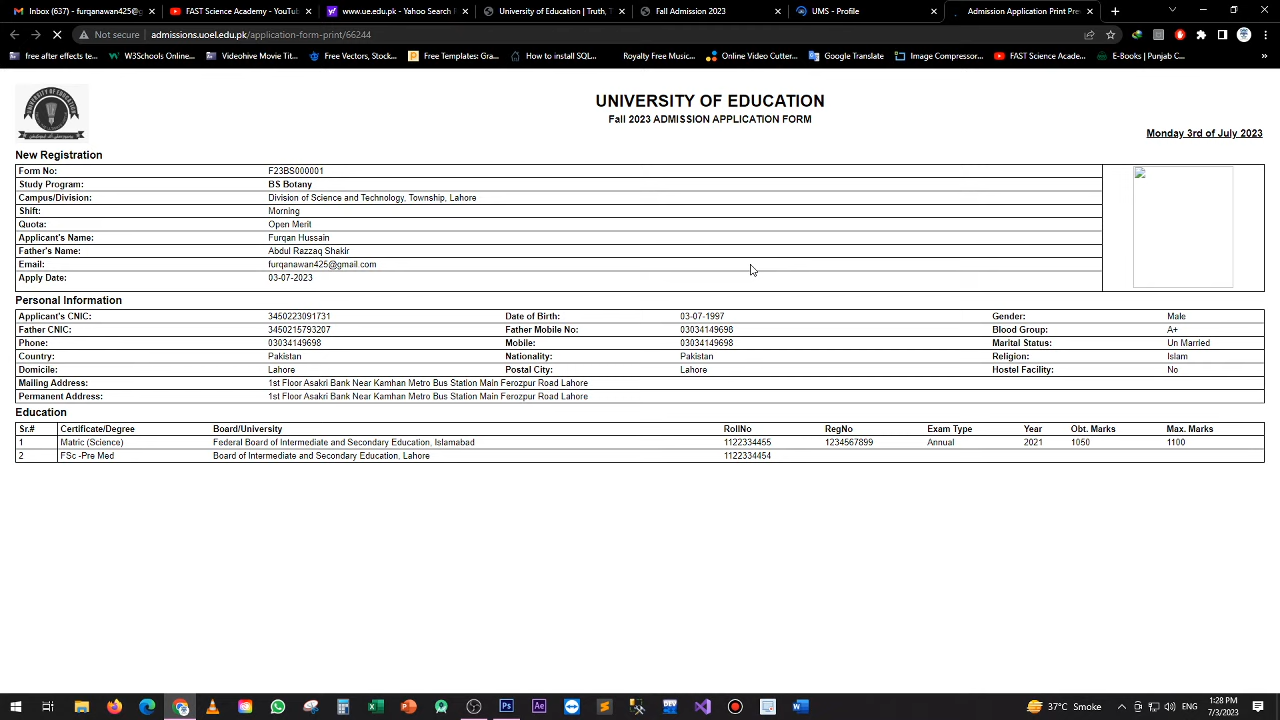 Inbox (637) - furqanawan425@g
FAST Science Academy - YouTu
www.ue.edu.pk - Yahoo Search
University of Education | Truth, T
Fall Admission 2023
UMS - Profile
Admission Application Print Pre
Not secure admissions.uoel.edu.pk/application-form-print/66244
free after effects te...
W3Schools Online...
Videohive Movie Tit...
Free Vectors, Stock...
Free Templates: Gra...
How to install SQL...
Royalty Free Music...
Online Video Cutter...
Google Translate
Image Compressor...
FAST Science Acade...
E-Books | Punjab C...
UNIVERSITY OF EDUCATION
Fall 2023 ADMISSION APPLICATION FORM
Monday 3rd of July 2023
New Registration
Form No: F23BS000001
Study Program: BS Botany
Campus/Division: Division of Science and Technology, Township, Lahore
Shift: Morning
Quota: Open Merit
Applicant's Name: Furqan Hussain
Father's Name: Abdul Razzaq Shakir
Email: furqanawan425@gmail.com
Apply Date: 03-07-2023
Personal Information
Applicant's CNIC: 3450223091731 Date of Birth: 03-07-1997 Gender: Male
Father CNIC: 3450215793207 Father Mobile No: 03034149698 Blood Group: A+
Phone: 03034149698 Mobile: 03034149698 Marital Status: Un Married
Country: Pakistan Nationality: Pakistan Religion: Islam
Domicile: Lahore Postal City: Lahore Hostel Facility: No
Mailing Address: 1st Floor Asakri Bank Near Kamhan Metro Bus Station Main Ferozpur Road Lahore
Permanent Address: 1st Floor Asakri Bank Near Kamhan Metro Bus Station Main Ferozpur Road Lahore
Education
Sr.# Certificate/Degree Board/University RollNo RegNo Exam Type Year Obt. Marks Max. Marks
1 Matric (Science) Federal Board of Intermediate and Secondary Education, Islamabad 1122334455 1234567899 Annual 2021 1050 1100
2 FSc -Pre Med Board of Intermediate and Secondary Education, Lahore 1122334454
37°C Smoke
ENG
1:28 PM
7/3/2023